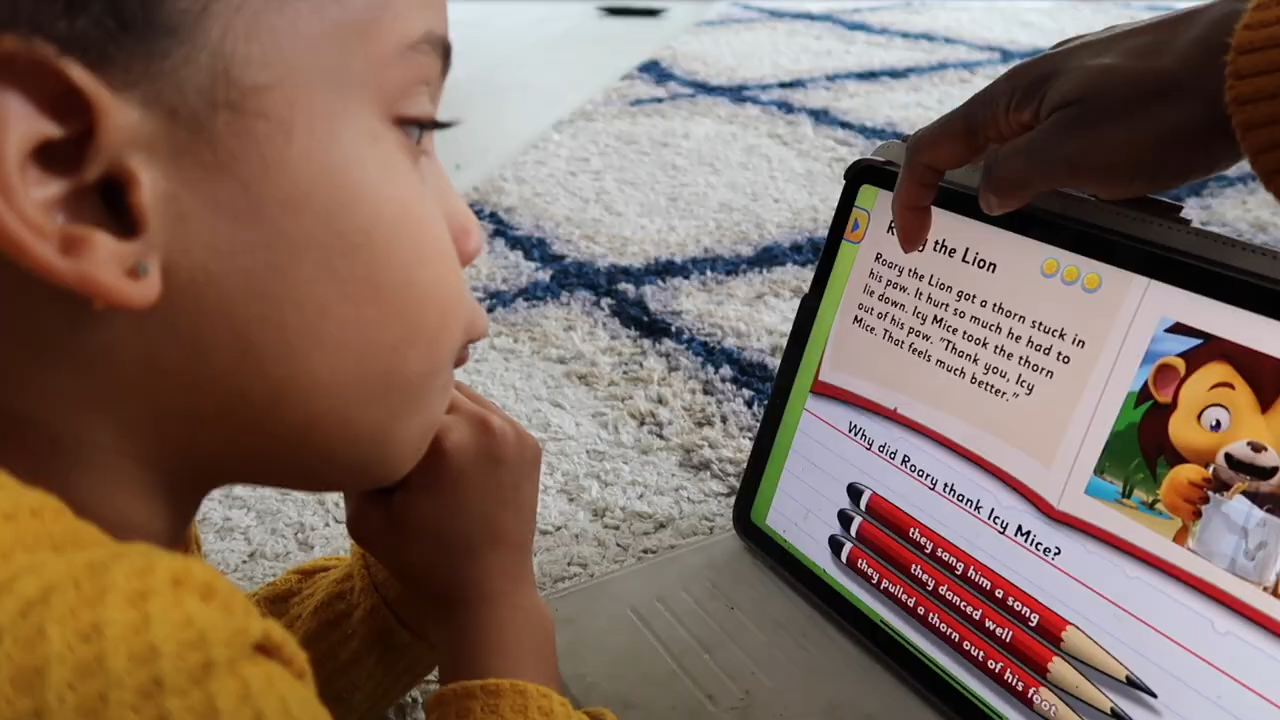 the Lion
Roary the Lion got a thorn stuck in
his paw. It hurt so much he had to
lie down. Icy Mice took the thorn
out of his paw. "Thank you, Icy
Mice. That feels much better."
Why did Roary thank Icy Mice?
they sang him a song
they danced well
they pulled a thorn out of his foot